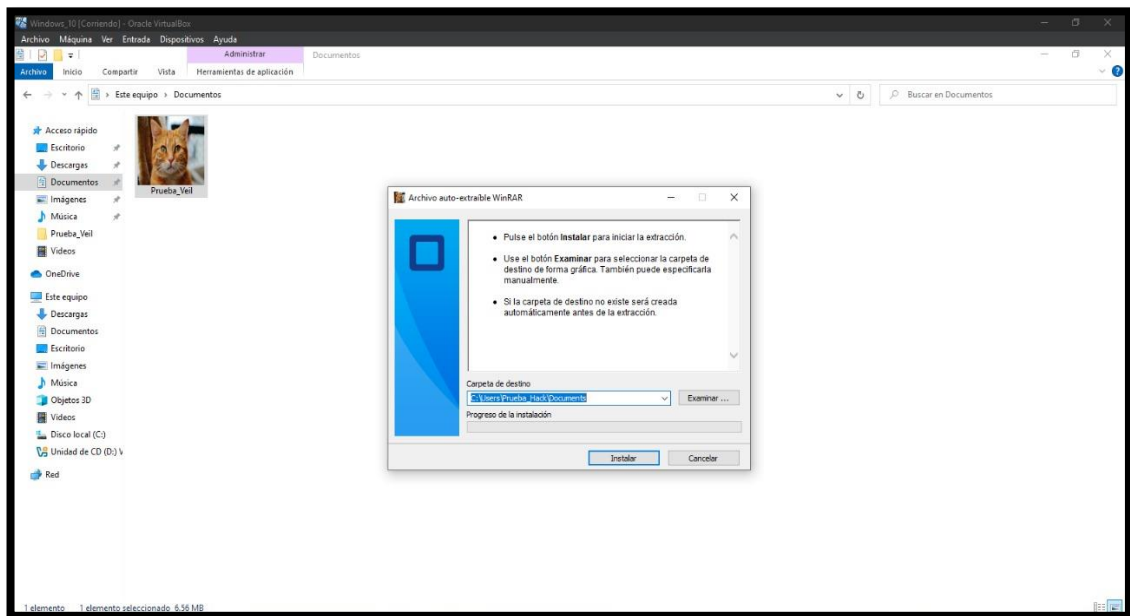 Windows_10 [Corriendo] - Oracle VirtualBox
Archivo Máquina Ver Entrada Dispositivos Ayuda
Administrar
Documentos
Archivo Inicio Compartir Vista Herramientas de aplicación
Este equipo > Documentos
Buscar en Documentos
Acceso rápido
Escritorio
Descargas
Documentos
Imágenes
Música
Prueba_Veil
Videos
OneDrive
Este equipo
Descargas
Documentos
Escritorio
Imágenes
Música
Objetos 3D
Videos
Disco local (C:)
Unidad de CD (D:) V
Red
Prueba_Veil
Archivo auto-extraíble WinRAR
• Pulse el botón Instalar para iniciar la extracción.
• Use el botón Examinar para seleccionar la carpeta de
destino de forma gráfica. También puede especificarla
manualmente.
• Si la carpeta de destino no existe será creada
automáticamente antes de la extracción.
Carpeta de destino
C:\Users\Prueba_Hack\Documents
Examinar ...
Progreso de la instalación
Instalar
Cancelar
1 elemento 1 elemento seleccionado 6.56 MB